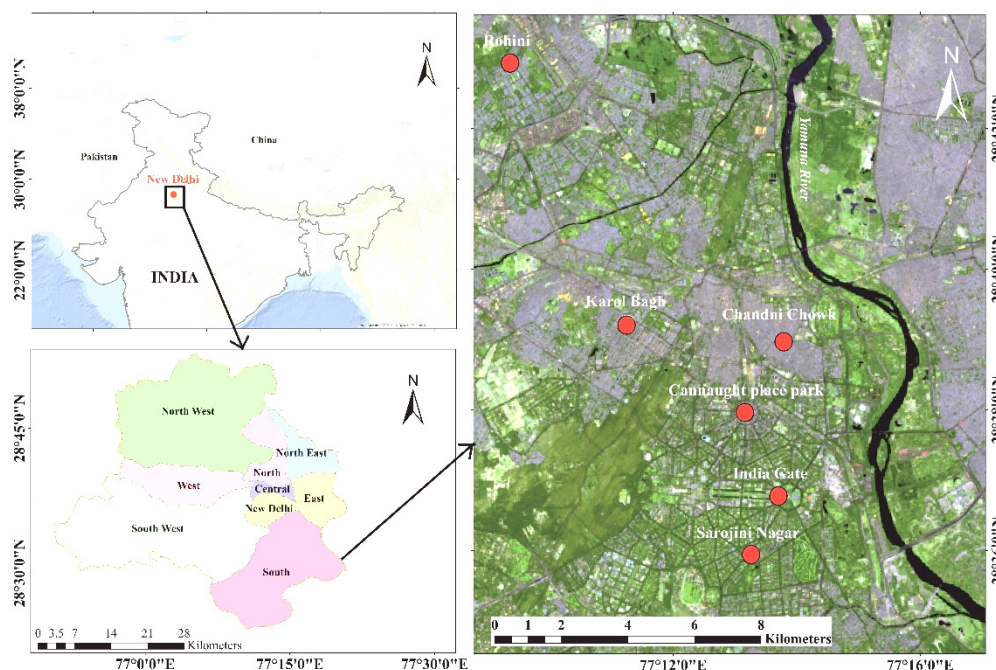 N
38°0'0"N
30°0'0"N
22°0'0"N
Pakistan
China
New Delhi
INDIA
N
28°45'0"N
28°30'0"N
North West
North East
North
West
Central
East
New Delhi
South West
South
0 3.5 7 14 21 28
Kilometers
77°0'0"E
77°15'0"E
77°30'0"E
Rohini
N
Yamuna River
Karol Bagh
Chandni Chowk
Cannaught place park
India Gate
Sarojini Nagar
0 1 2 4 6 8
Kilometers
77°12'0"E
77°16'0"E